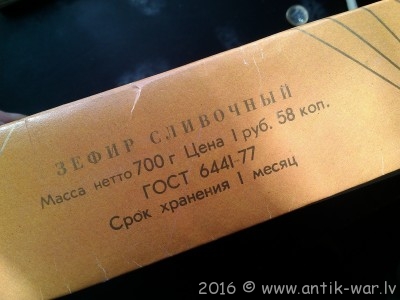 ЗЕФИР СЛИВОЧНЫЙ
Масса нетто 700 г Цена 1 руб. 58 коп.
ГОСТ 6441-77
Срок хранения 1 месяц
2016 © www.antik-war.lv